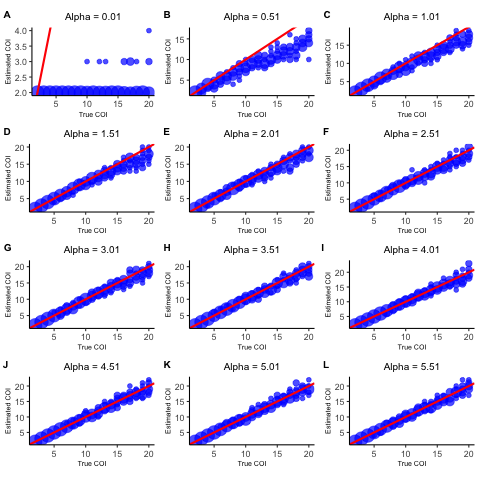 A Alpha = 0.01
Estimated COI
4.0
3.5
3.0
2.5
2.0
5 10 15 20
True COI
B Alpha = 0.51
Estimated COI
15
10
5
5 10 15 20
True COI
C Alpha = 1.01
Estimated COI
15
10
5
5 10 15 20
True COI
D Alpha = 1.51
Estimated COI
20
15
10
5
5 10 15 20
True COI
E Alpha = 2.01
Estimated COI
20
15
10
5
5 10 15 20
True COI
F Alpha = 2.51
Estimated COI
20
15
10
5
5 10 15 20
True COI
G Alpha = 3.01
Estimated COI
20
15
10
5
5 10 15 20
True COI
H Alpha = 3.51
Estimated COI
20
15
10
5
5 10 15 20
True COI
I Alpha = 4.01
Estimated COI
20
15
10
5
5 10 15 20
True COI
J Alpha = 4.51
Estimated COI
20
15
10
5
5 10 15 20
True COI
K Alpha = 5.01
Estimated COI
20
15
10
5
5 10 15 20
True COI
L Alpha = 5.51
Estimated COI
20
15
10
5
5 10 15 20
True COI